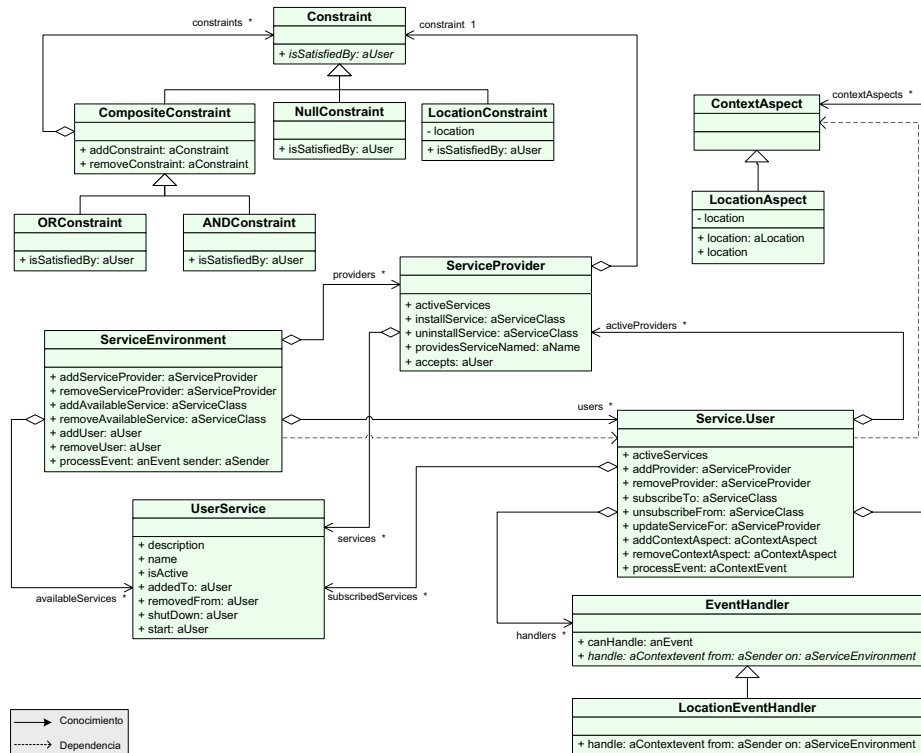 Constraint
+ isSatisfiedBy: aUser
constraints *
constraint 1
CompositeConstraint
+ addConstraint: aConstraint
+ removeConstraint: aConstraint
NullConstraint
+ isSatisfiedBy: aUser
LocationConstraint
- location
+ isSatisfiedBy: aUser
ORConstraint
+ isSatisfiedBy: aUser
ANDConstraint
+ isSatisfiedBy: aUser
ContextAspect
contextAspects *
LocationAspect
- location
+ location: aLocation
+ location
ServiceProvider
+ activeServices
+ installService: aServiceClass
+ uninstallService: aServiceClass
+ providesServiceNamed: aName
+ accepts: aUser
providers *
activeProviders *
ServiceEnvironment
+ addServiceProvider: aServiceProvider
+ removeServiceProvider: aServiceProvider
+ addAvailableService: aServiceClass
+ removeAvailableService: aServiceClass
+ addUser: aUser
+ removeUser: aUser
+ processEvent: anEvent sender: aSender
users *
Service.User
+ activeServices
+ addProvider: aServiceProvider
+ removeProvider: aServiceProvider
+ subscribeTo: aServiceClass
+ unsubscribeFrom: aServiceClass
+ updateServiceFor: aServiceProvider
+ addContextAspect: aContextAspect
+ removeContextAspect: aContextAspect
+ processEvent: aContextEvent
UserService
+ description
+ name
+ isActive
+ addedTo: aUser
+ removedFrom: aUser
+ shutDown: aUser
+ start: aUser
services *
availableServices *
subscribedServices *
handlers *
EventHandler
+ canHandle: anEvent
+ handle: aContextevent from: aSender on: aServiceEnvironment
LocationEventHandler
+ handle: aContextevent from: aSender on: aServiceEnvironment
Conocimiento
Dependencia